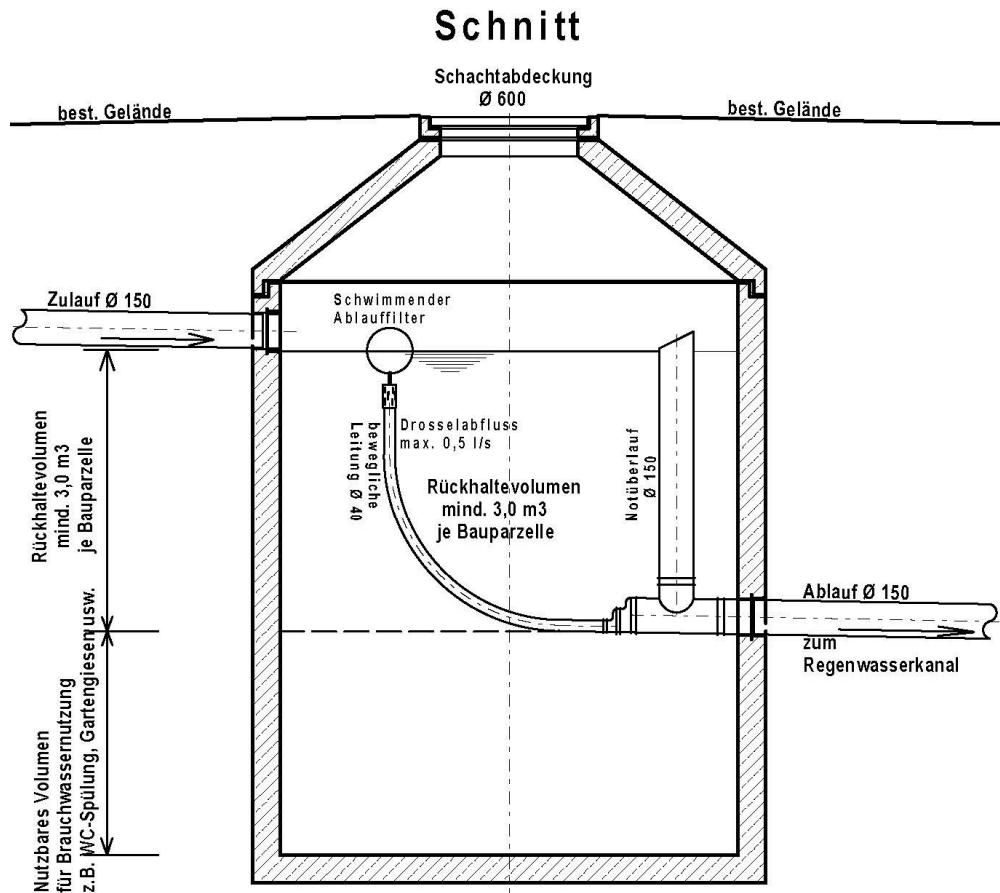 Schnitt
Schachtabdeckung
Ø 600
best. Gelände
best. Gelände
Zulauf Ø 150
Schwimmender
Ablauffilter
Drosselabfluss
max. 0,5 l/s
bewegliche
Leitung Ø 40
Rückhaltevolumen
mind. 3,0 m3
je Bauparzelle
Notüberlauf
Ø 150
Rückhaltevolumen
mind. 3,0 m3
je Bauparzelle
Ablauf Ø 150
zum
Regenwasserkanal
Nutzbares Volumen
für Brauchwassernutzung
z.B. WC-Spülung, Gartengiesen usw.